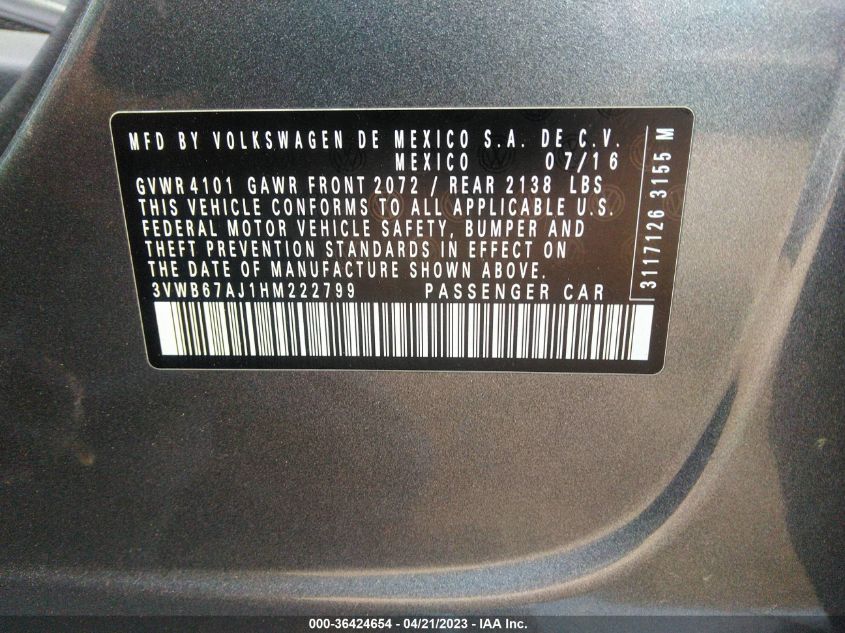 MFD BY VOLKSWAGEN DE MEXICO S.A. DE C.V.
MEXICO 07/16
GVWR 4101 GAWR FRONT 2072 / REAR 2138 LBS
THIS VEHICLE CONFORMS TO ALL APPLICABLE U.S.
FEDERAL MOTOR VEHICLE SAFETY, BUMPER AND
THEFT PREVENTION STANDARDS IN EFFECT ON
THE DATE OF MANUFACTURE SHOWN ABOVE.
3VWB67AJ1HM222799 PASSENGER CAR
3117126 3155 M
000-36424654 - 04/21/2023 - © IAA Inc.